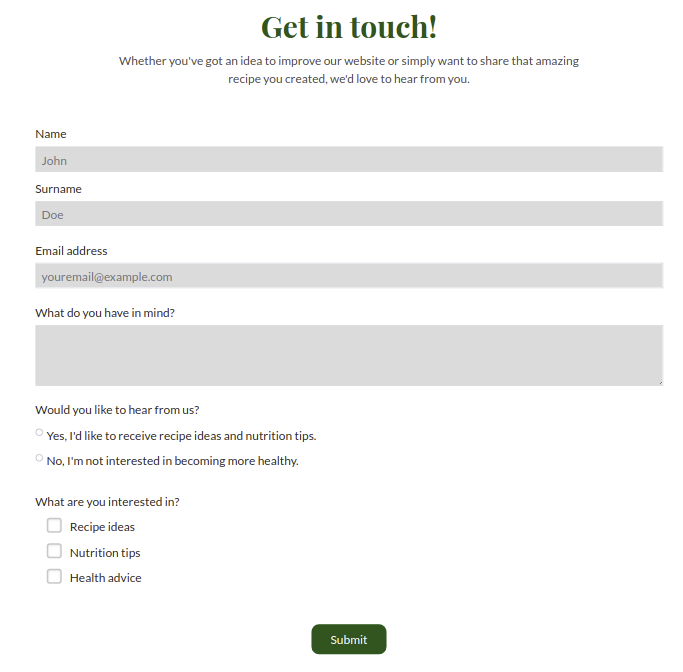 Get in touch!
Whether you've got an idea to improve our website or simply want to share that amazing
recipe you created, we'd love to hear from you.
Name
John
Surname
Doe
Email address
youremail@example.com
What do you have in mind?
Would you like to hear from us?
Yes, I'd like to receive recipe ideas and nutrition tips.
No, I'm not interested in becoming more healthy.
What are you interested in?
Recipe ideas
Nutrition tips
Health advice
Submit